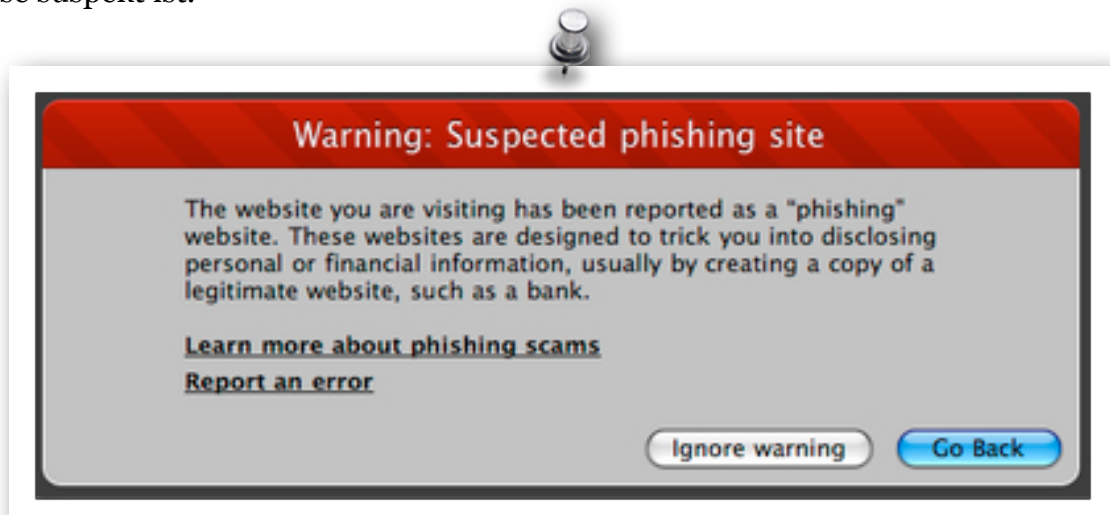 suspekt ist.
Warning: Suspected phishing site
The website you are visiting has been reported as a "phishing"
website. These websites are designed to trick you into disclosing
personal or financial information, usually by creating a copy of a
legitimate website, such as a bank.
Learn more about phishing scams
Report an error
Ignore warning Go Back